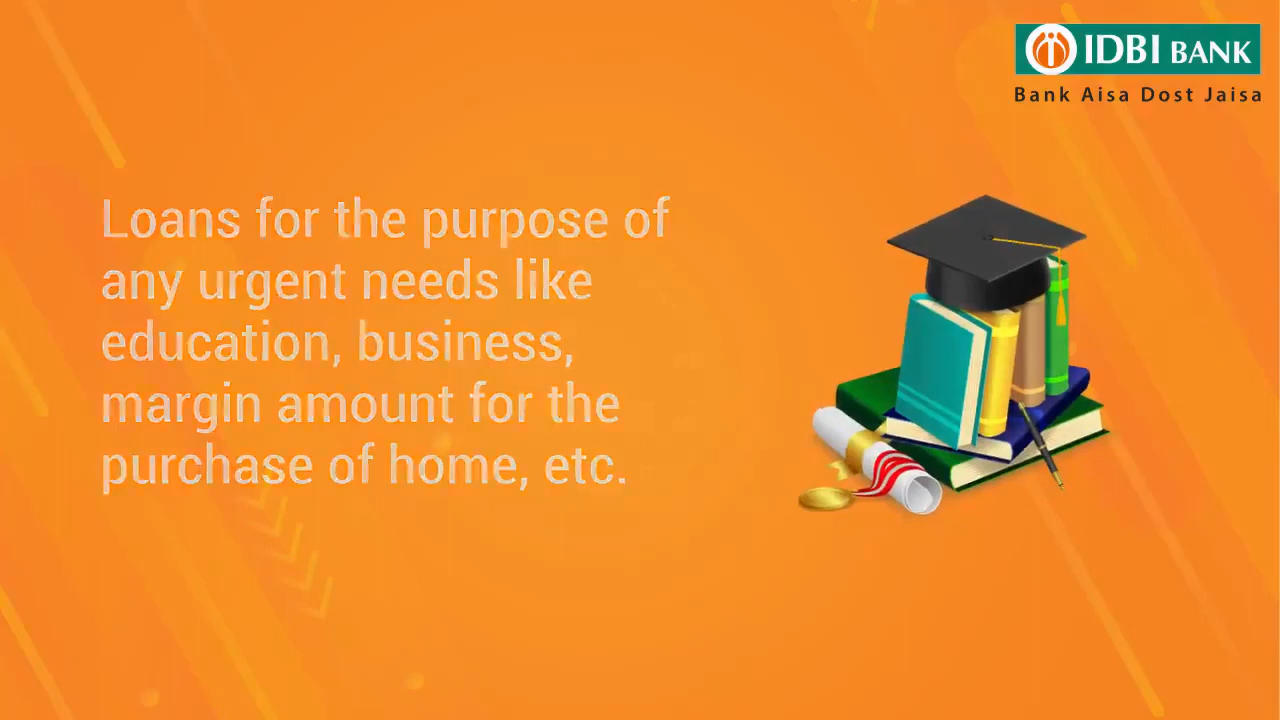 IDBI BANK
Bank Aisa Dost Jaisa
Loans for the purpose of
any urgent needs like
education, business,
margin amount for the
purchase of home, etc.